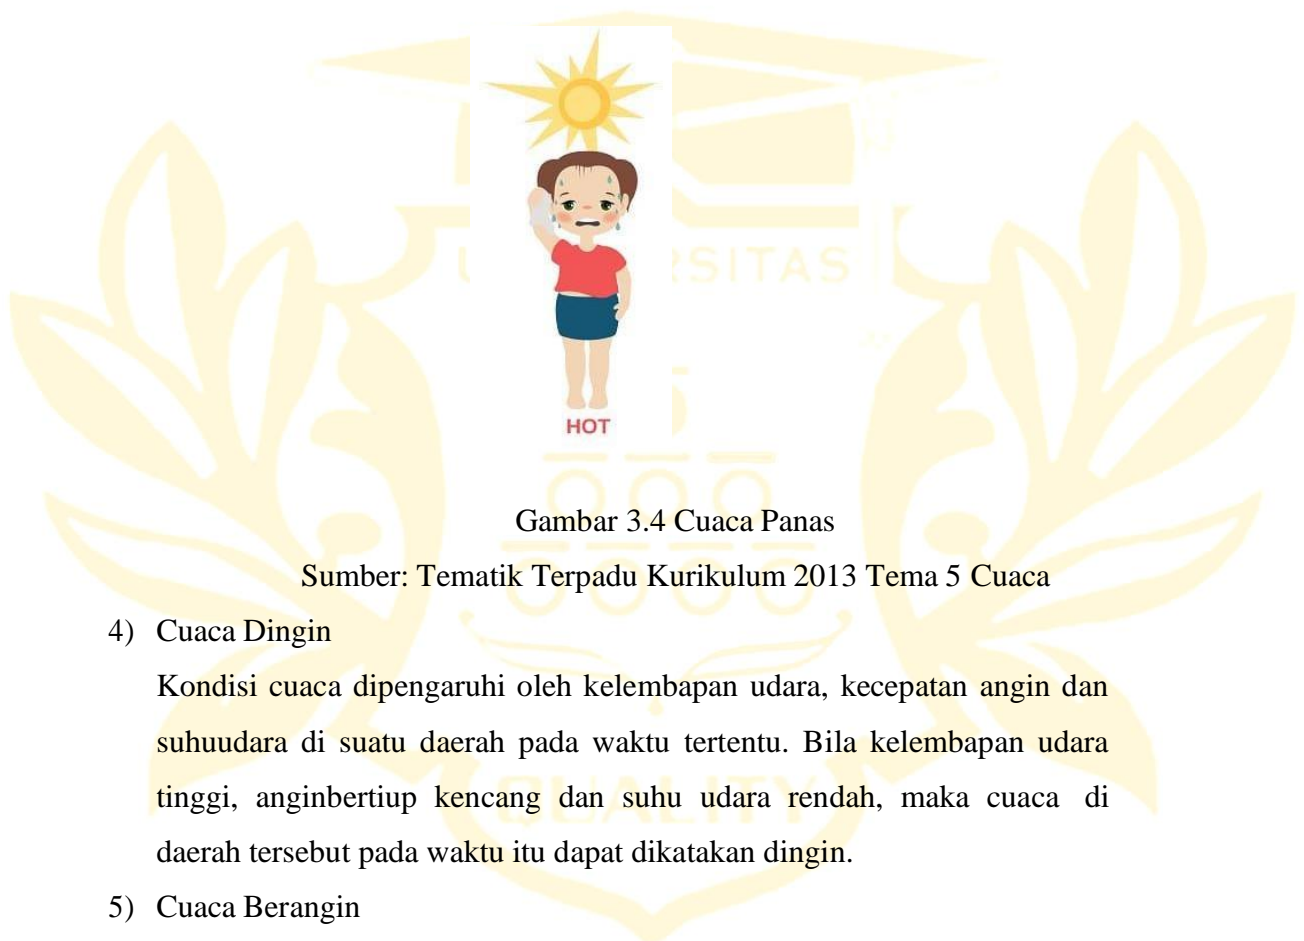 UNIVERSITAS
HOT
Gambar 3.4 Cuaca Panas
Sumber: Tematik Terpadu Kurikulum 2013 Tema 5 Cuaca
4) Cuaca Dingin
Kondisi cuaca dipengaruhi oleh kelembapan udara, kecepatan angin dan
suhuudara di suatu daerah pada waktu tertentu. Bila kelembapan udara
tinggi, anginbertiup kencang dan suhu udara rendah, maka cuaca di
QUALITY
daerah tersebut pada waktu itu dapat dikatakan dingin.
5) Cuaca Berangin